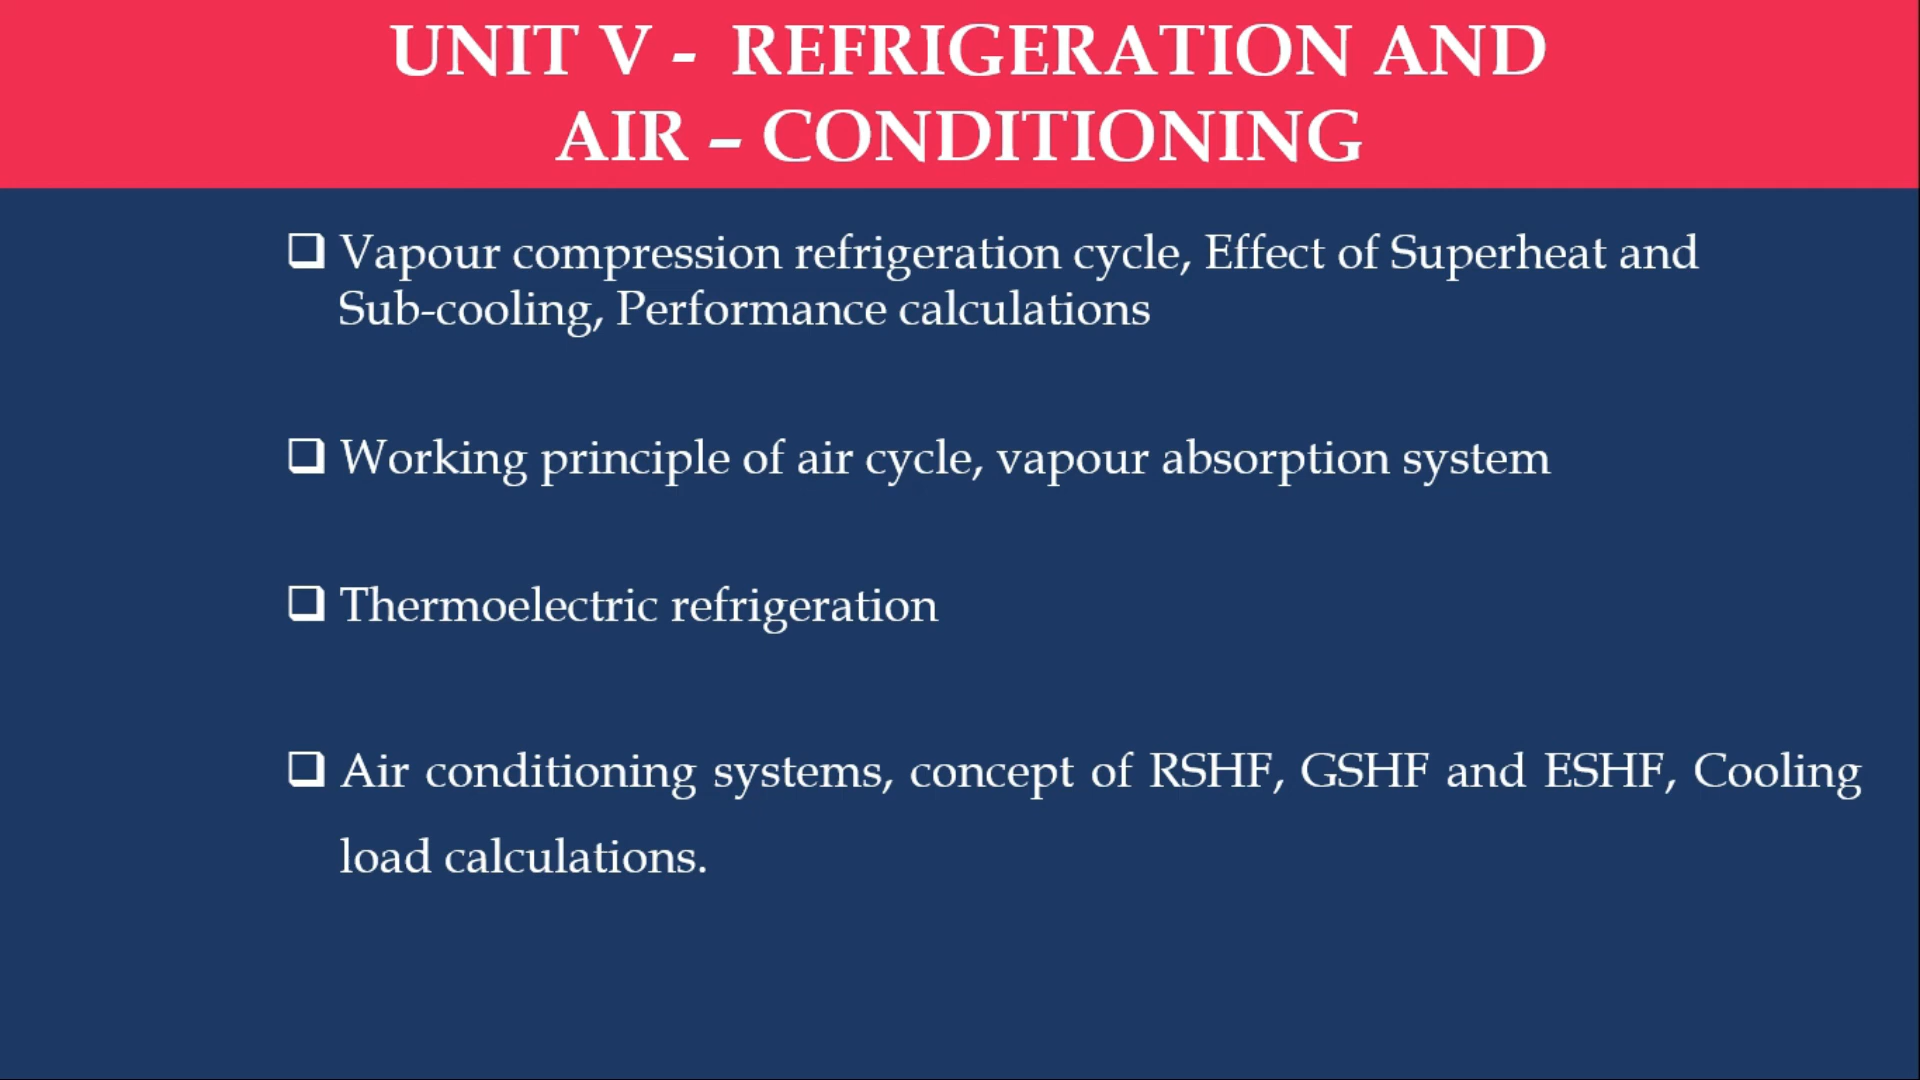 UNIT V - REFRIGERATION AND
AIR – CONDITIONING
❑ Vapour compression refrigeration cycle, Effect of Superheat and
Sub-cooling, Performance calculations
❑ Working principle of air cycle, vapour absorption system
❑ Thermoelectric refrigeration
❑ Air conditioning systems, concept of RSHF, GSHF and ESHF, Cooling
load calculations.